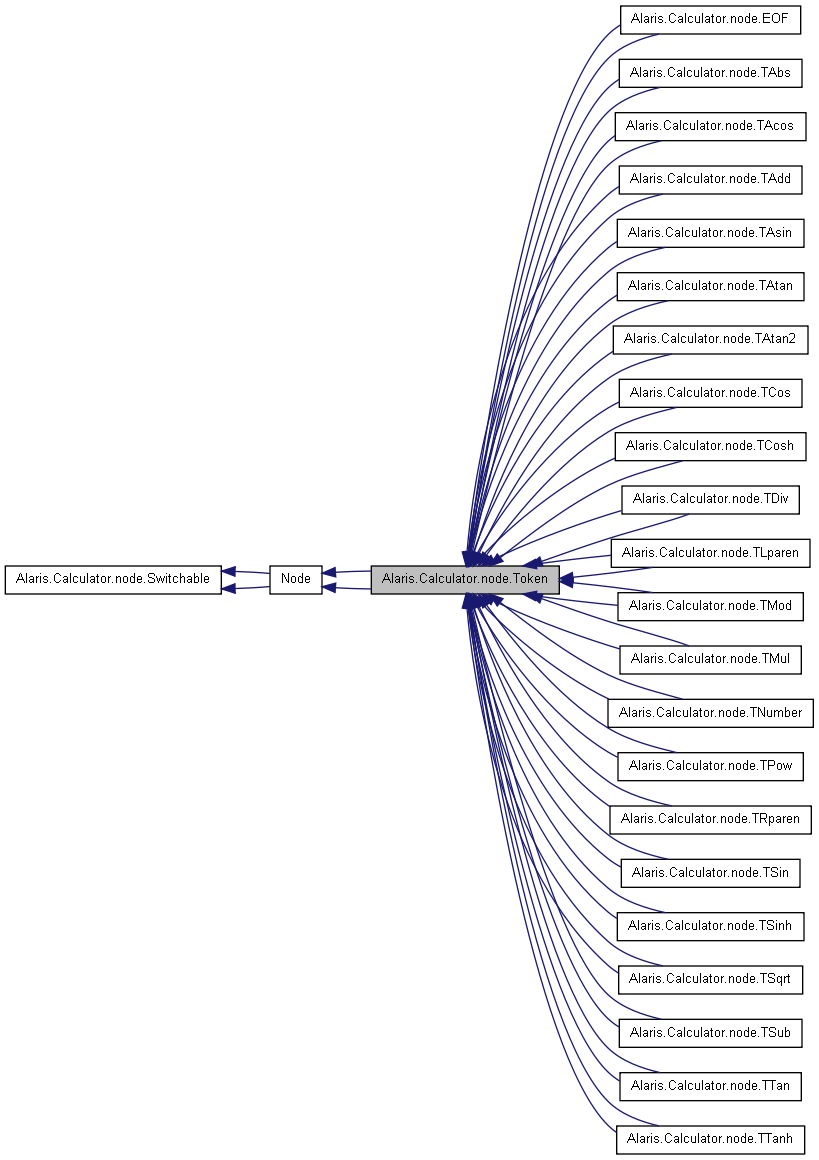 Alaris.Calculator.node.EOF
Alaris.Calculator.node.TAbs
Alaris.Calculator.node.TAcos
Alaris.Calculator.node.TAdd
Alaris.Calculator.node.TAsin
Alaris.Calculator.node.TAtan
Alaris.Calculator.node.TAtan2
Alaris.Calculator.node.TCos
Alaris.Calculator.node.TCosh
Alaris.Calculator.node.TDiv
Alaris.Calculator.node.TLparen
Alaris.Calculator.node.Switchable
Node
Alaris.Calculator.node.Token
Alaris.Calculator.node.TMod
Alaris.Calculator.node.TMul
Alaris.Calculator.node.TNumber
Alaris.Calculator.node.TPow
Alaris.Calculator.node.TRparen
Alaris.Calculator.node.TSin
Alaris.Calculator.node.TSinh
Alaris.Calculator.node.TSqrt
Alaris.Calculator.node.TSub
Alaris.Calculator.node.TTan
Alaris.Calculator.node.TTanh